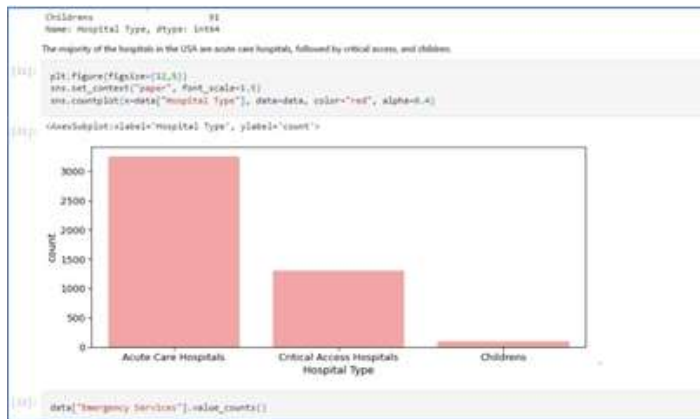 Childrens 91
Name: Hospital Type, dtype: int64
The majority of the hospitals in the USA are acute care hospitals, followed by critical access, and children.
plt.figure(figsize=(12,5))
sns.set_context("paper", font_scale=1.5)
sns.countplot(x=data["Hospital Type"], data=data, color="red", alpha=0.4)
<AxesSubplot:xlabel='Hospital Type', ylabel='count'>
3000
2500
2000
1500
1000
500
0
count
Acute Care Hospitals Critical Access Hospitals Childrens
Hospital Type
data["Emergency Services"].value_counts()